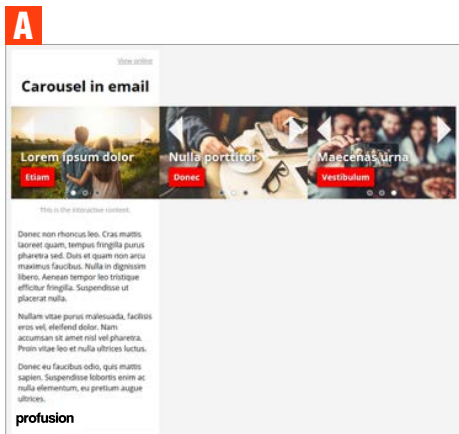 A
View online
Carousel in email
Lorem ipsum dolor
Nulla porttitor
Maecenas urna
Etiam
Donec
Vestibulum
This is the interactive content.
Donec non rhoncus leo. Cras mattis
laoreet quam, tempus fringilla purus
pharetra sed. Duis et quam non arcu
maximus faucibus. Nulla in dignissim
libero. Aenean tempor leo tristique
efficitur fringilla. Suspendisse ut
placerat nulla.
Nullam vitae purus malesuada, facilisis
eros vel, eleifend dolor. Nam
accumsan sit amet nisl vel pharetra.
Proin vitae leo et nulla ultrices luctus.
Donec eu faucibus odio, quis mattis
sapien. Suspendisse lobortis enim ac
nulla elementum, eu pretium augue
ultrices.
profusion